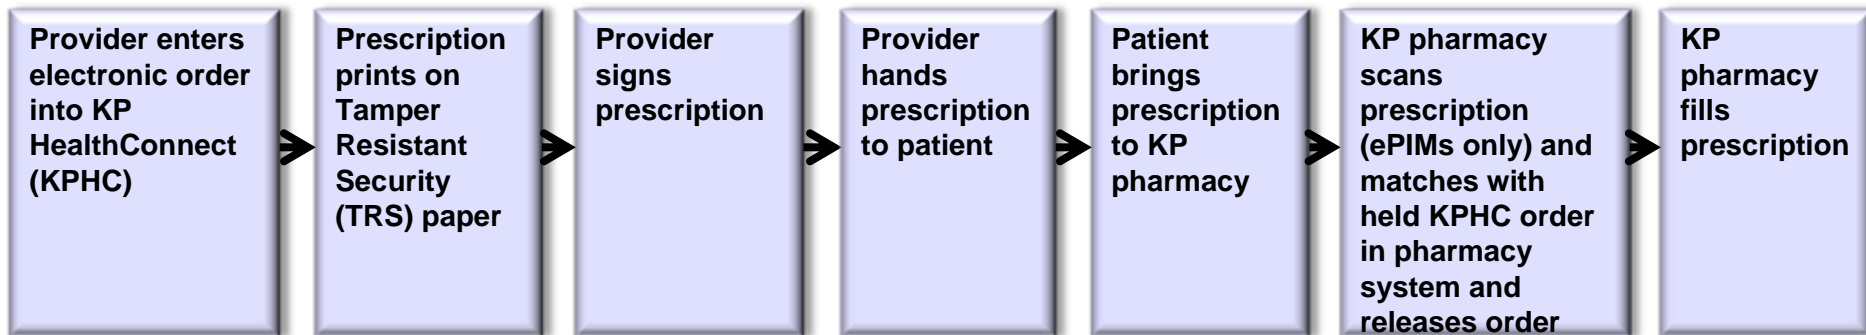 Provider enters
electronic order
into KP
HealthConnect
(KPHC)
Prescription
prints on
Tamper
Resistant
Security
(TRS) paper
Provider
signs
prescription
Provider
hands
prescription
to patient
Patient
brings
prescription
to KP
pharmacy
KP pharmacy
scans
prescription
(ePIMs only) and
matches with
held KPHC order
in pharmacy
system and
releases order
KP
pharmacy
fills
prescription